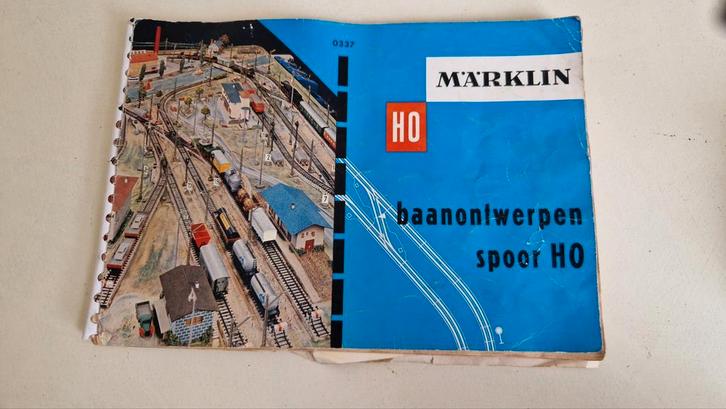 0337
MÄRKLIN
HO
baanontwerpen
spoor HO